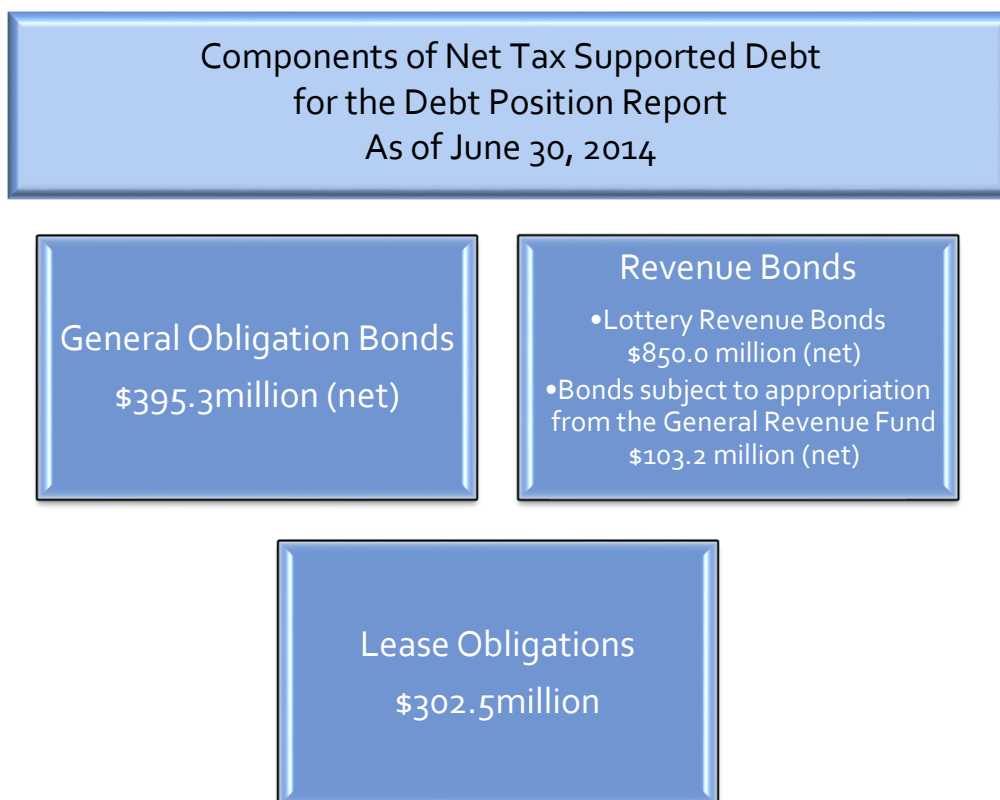 Components of Net Tax Supported Debt
for the Debt Position Report
As of June 30, 2014
General Obligation Bonds
$395.3million (net)
Revenue Bonds
•Lottery Revenue Bonds
$850.0 million (net)
•Bonds subject to appropriation
from the General Revenue Fund
$103.2 million (net)
Lease Obligations
$302.5million